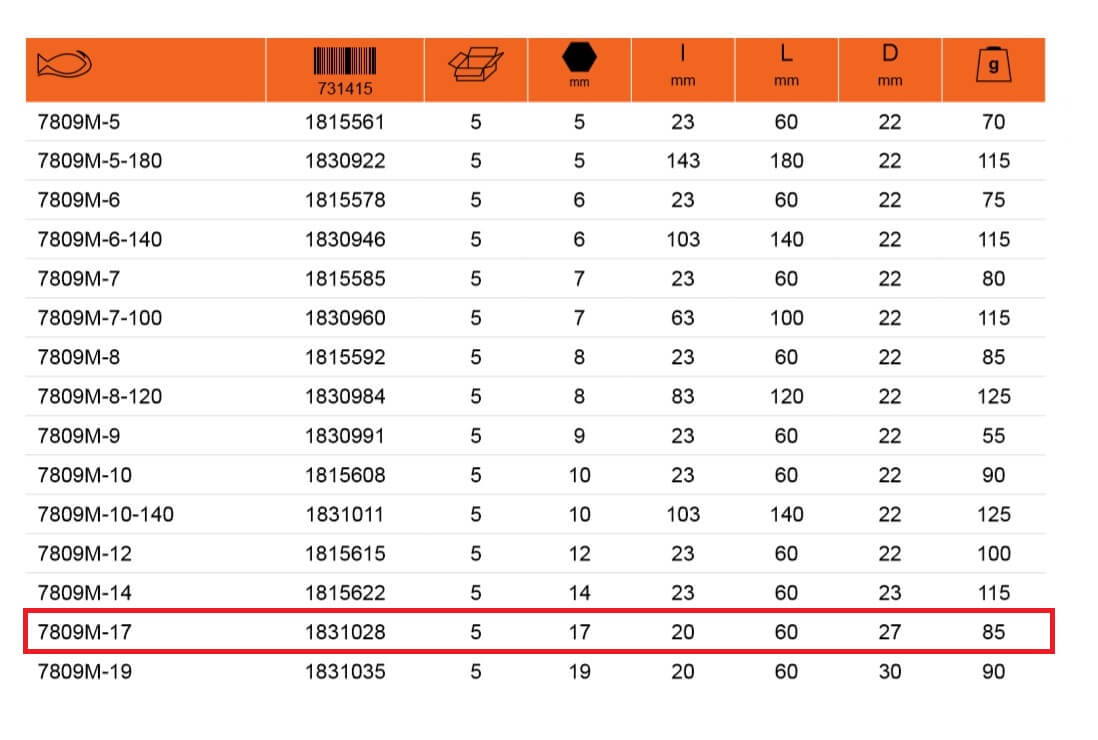 731415 mm l mm L mm D mm g
7809M-5 1815561 5 5 23 60 22 70
7809M-5-180 1830922 5 5 143 180 22 115
7809M-6 1815578 5 6 23 60 22 75
7809M-6-140 1830946 5 6 103 140 22 115
7809M-7 1815585 5 7 23 60 22 80
7809M-7-100 1830960 5 7 63 100 22 115
7809M-8 1815592 5 8 23 60 22 85
7809M-8-120 1830984 5 8 83 120 22 125
7809M-9 1830991 5 9 23 60 22 55
7809M-10 1815608 5 10 23 60 22 90
7809M-10-140 1831011 5 10 103 140 22 125
7809M-12 1815615 5 12 23 60 22 100
7809M-14 1815622 5 14 23 60 23 115
7809M-17 1831028 5 17 20 60 27 85
7809M-19 1831035 5 19 20 60 30 90